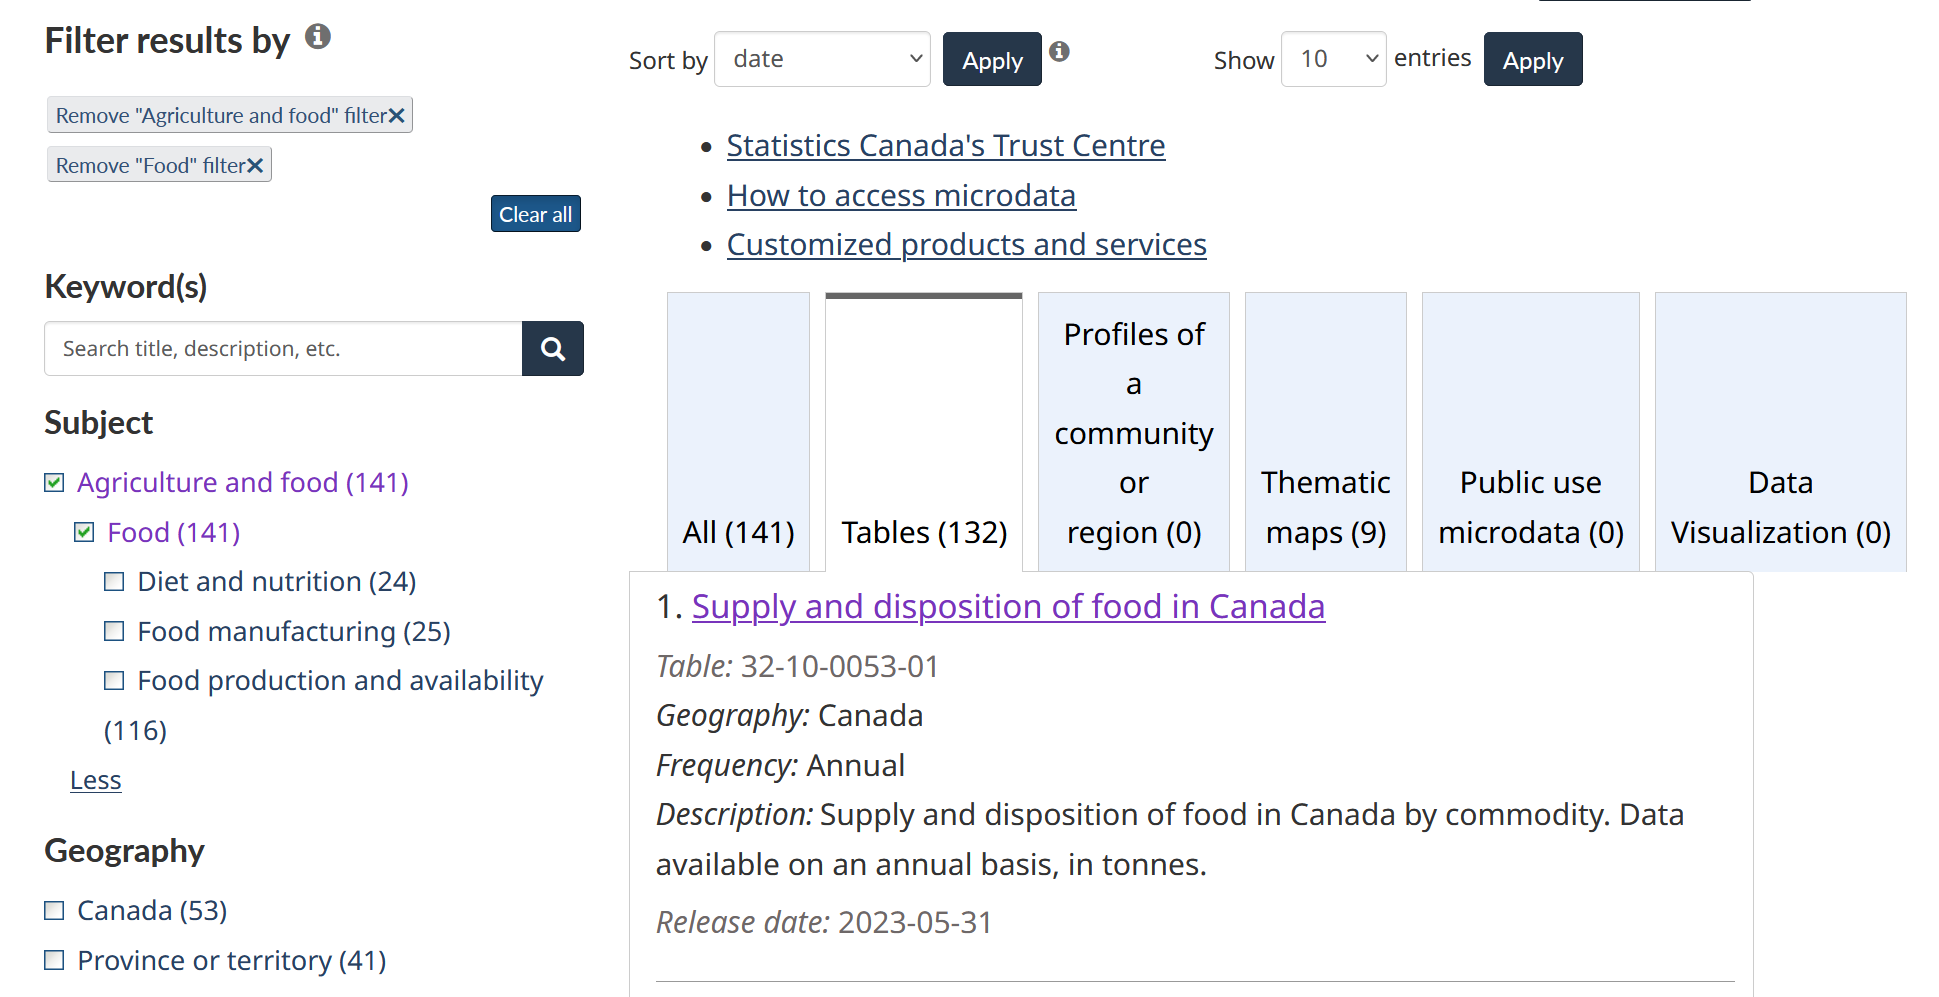 Filter results by
Remove "Agriculture and food" filter
Remove "Food" filter
Clear all
Keyword(s)
Search title, description, etc.
Subject
Agriculture and food (141)
Food (141)
Diet and nutrition (24)
Food manufacturing (25)
Food production and availability
(116)
Less
Geography
Canada (53)
Province or territory (41)
Sort by date Apply
Show 10 entries Apply
Statistics Canada's Trust Centre
How to access microdata
Customized products and services
All (141)
Tables (132)
Profiles of
a
community
or
region (0)
Thematic
maps (9)
Public use
microdata (0)
Data
Visualization (0)
1. Supply and disposition of food in Canada
Table: 32-10-0053-01
Geography: Canada
Frequency: Annual
Description: Supply and disposition of food in Canada by commodity. Data
available on an annual basis, in tonnes.
Release date: 2023-05-31